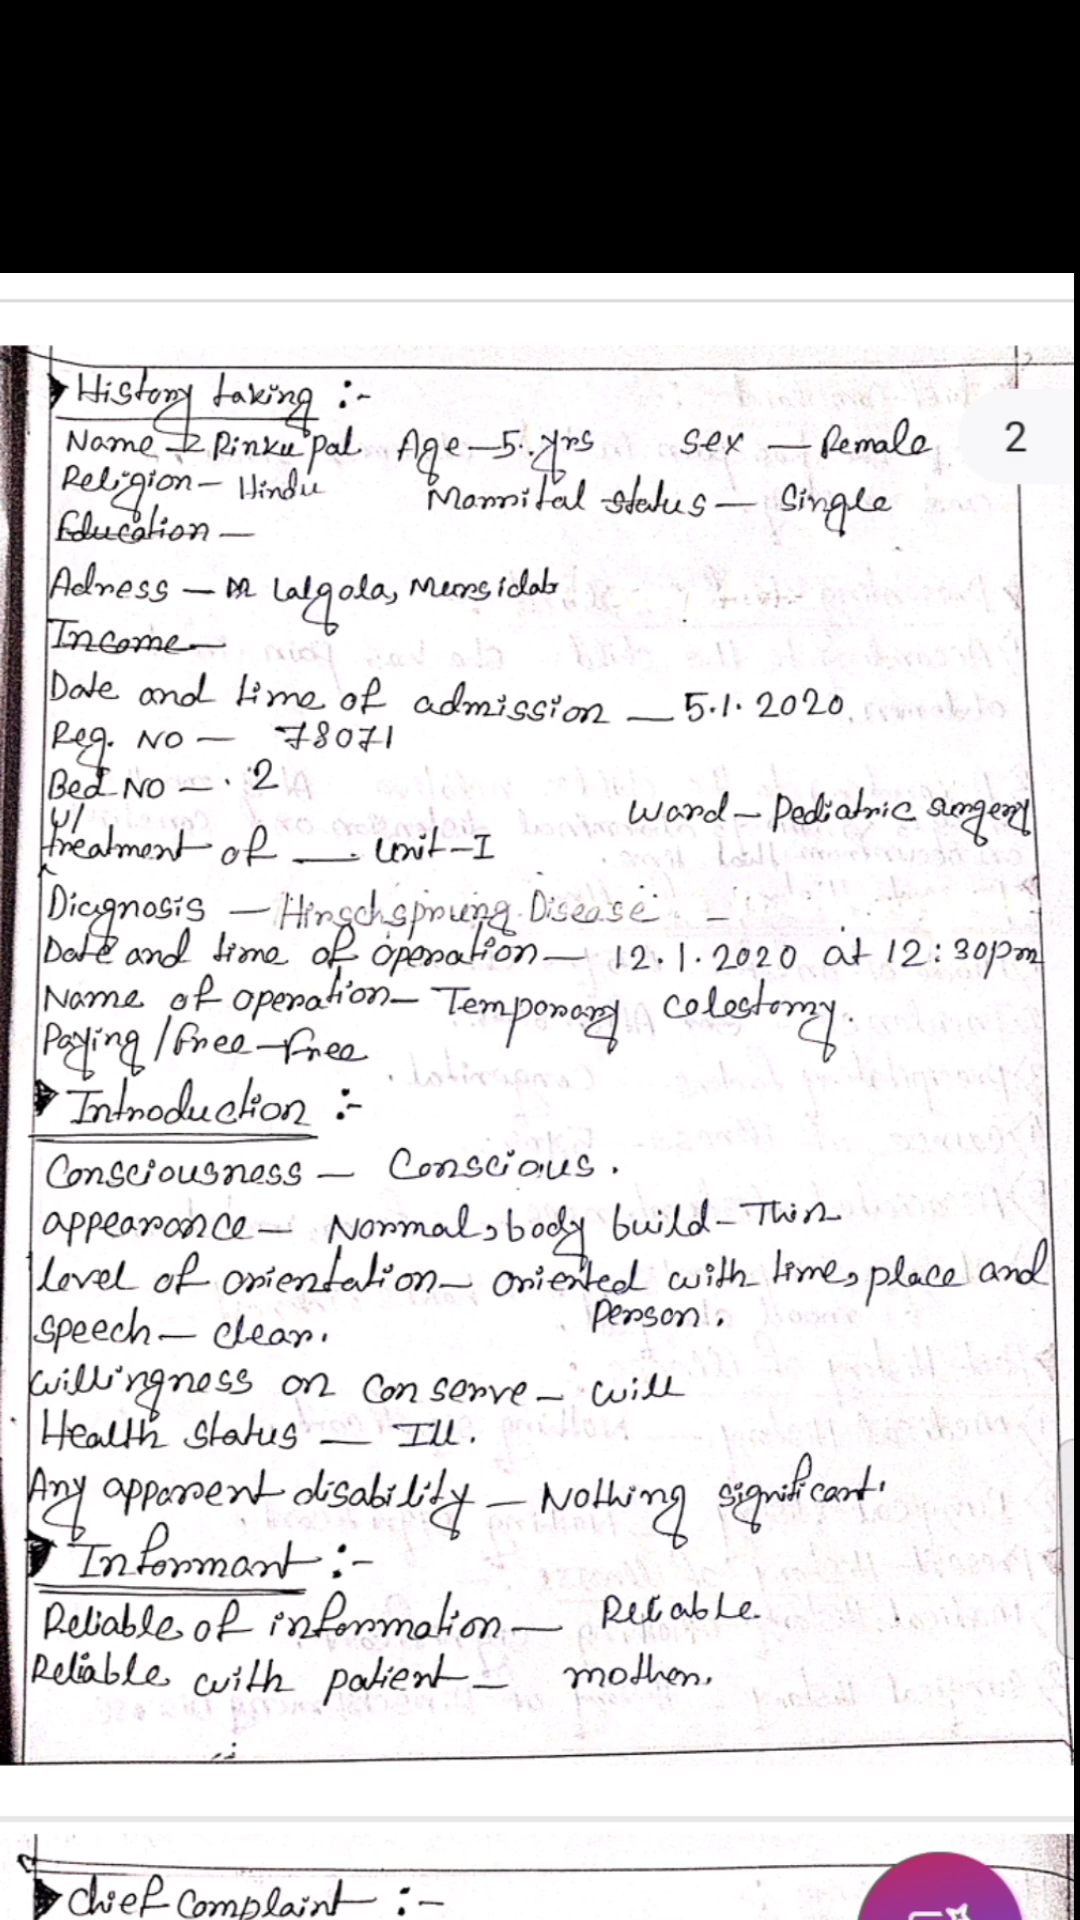 History taking :-
2
Name - Rinku pal. Age - 5. yrs sex - female
Religion - Hindu Marrital status - Single
Education -
Adress - Lalgola, Mursidab
Income -
Date and time of admission - 5.1.2020
Reg. NO - 78071
Bed NO - . 2
Ward - Pediatric surgery
u/
treatment of - unit-I
Diagnosis - Hirschsprung Disease -
Date and time of operation - 12.1.2020 at 12:30pm
Name of operation - Temporary colostomy.
Paying/free - free
Introduction :-
Consciousness - Conscious.
appearance - Normal, body build - Thin
level of orientation - oriented with time, place and
person.
speech - clear.
willingness on conserve - will
Health status - Ill.
Any apparent disability - Nothing significant.
Informant :-
Reliable of information - Reliable.
Reliable with patient - mother.
Chief Complaint :-